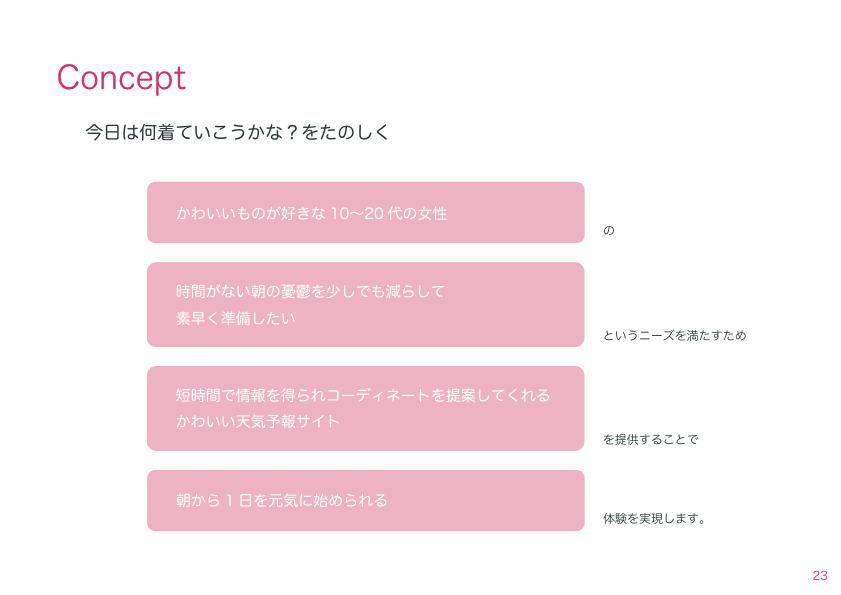 Concept
今日は何着ていこうかな？をたのしく
かわいいものが好きな 10〜20 代の女性
の
時間がない朝の憂鬱を少しでも減らして
素早く準備したい
というニーズを満たすため
短時間で情報を得られコーディネートを提案してくれる
かわいい天気予報サイト
を提供することで
朝から 1 日を元気に始められる
体験を実現します。
23